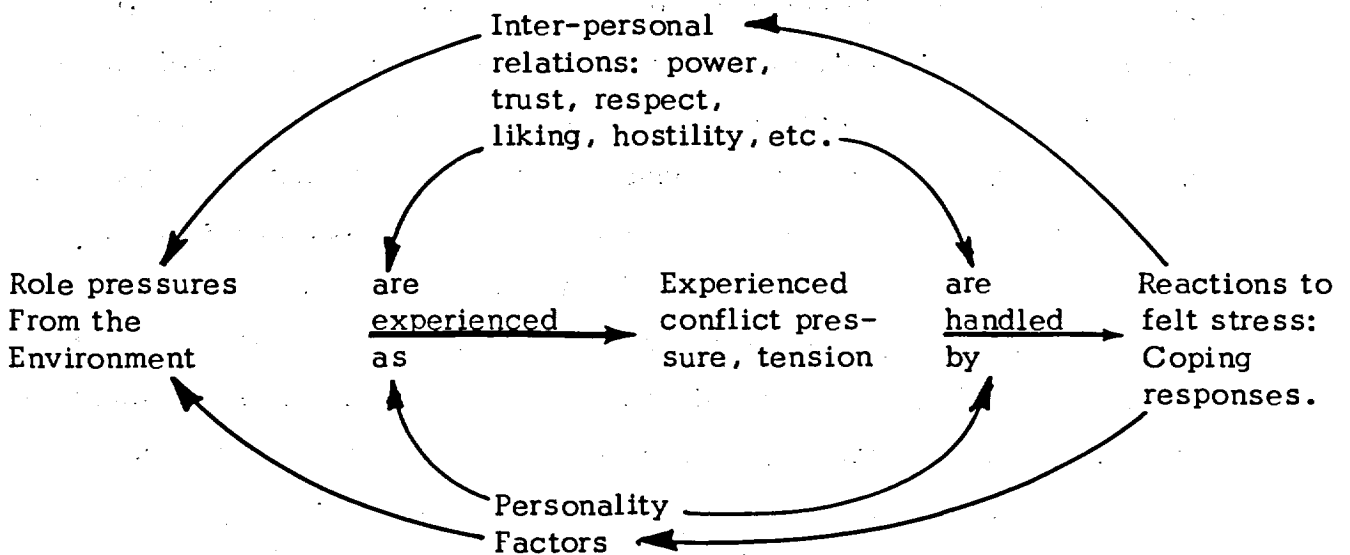 Inter-personal
relations: power,
trust, respect,
liking, hostility, etc.
Role pressures
From the
Environment
are
experienced
as
Experienced
conflict pres-
sure, tension
are
handled
by
Reactions to
felt stress:
Coping
responses.
Personality
Factors